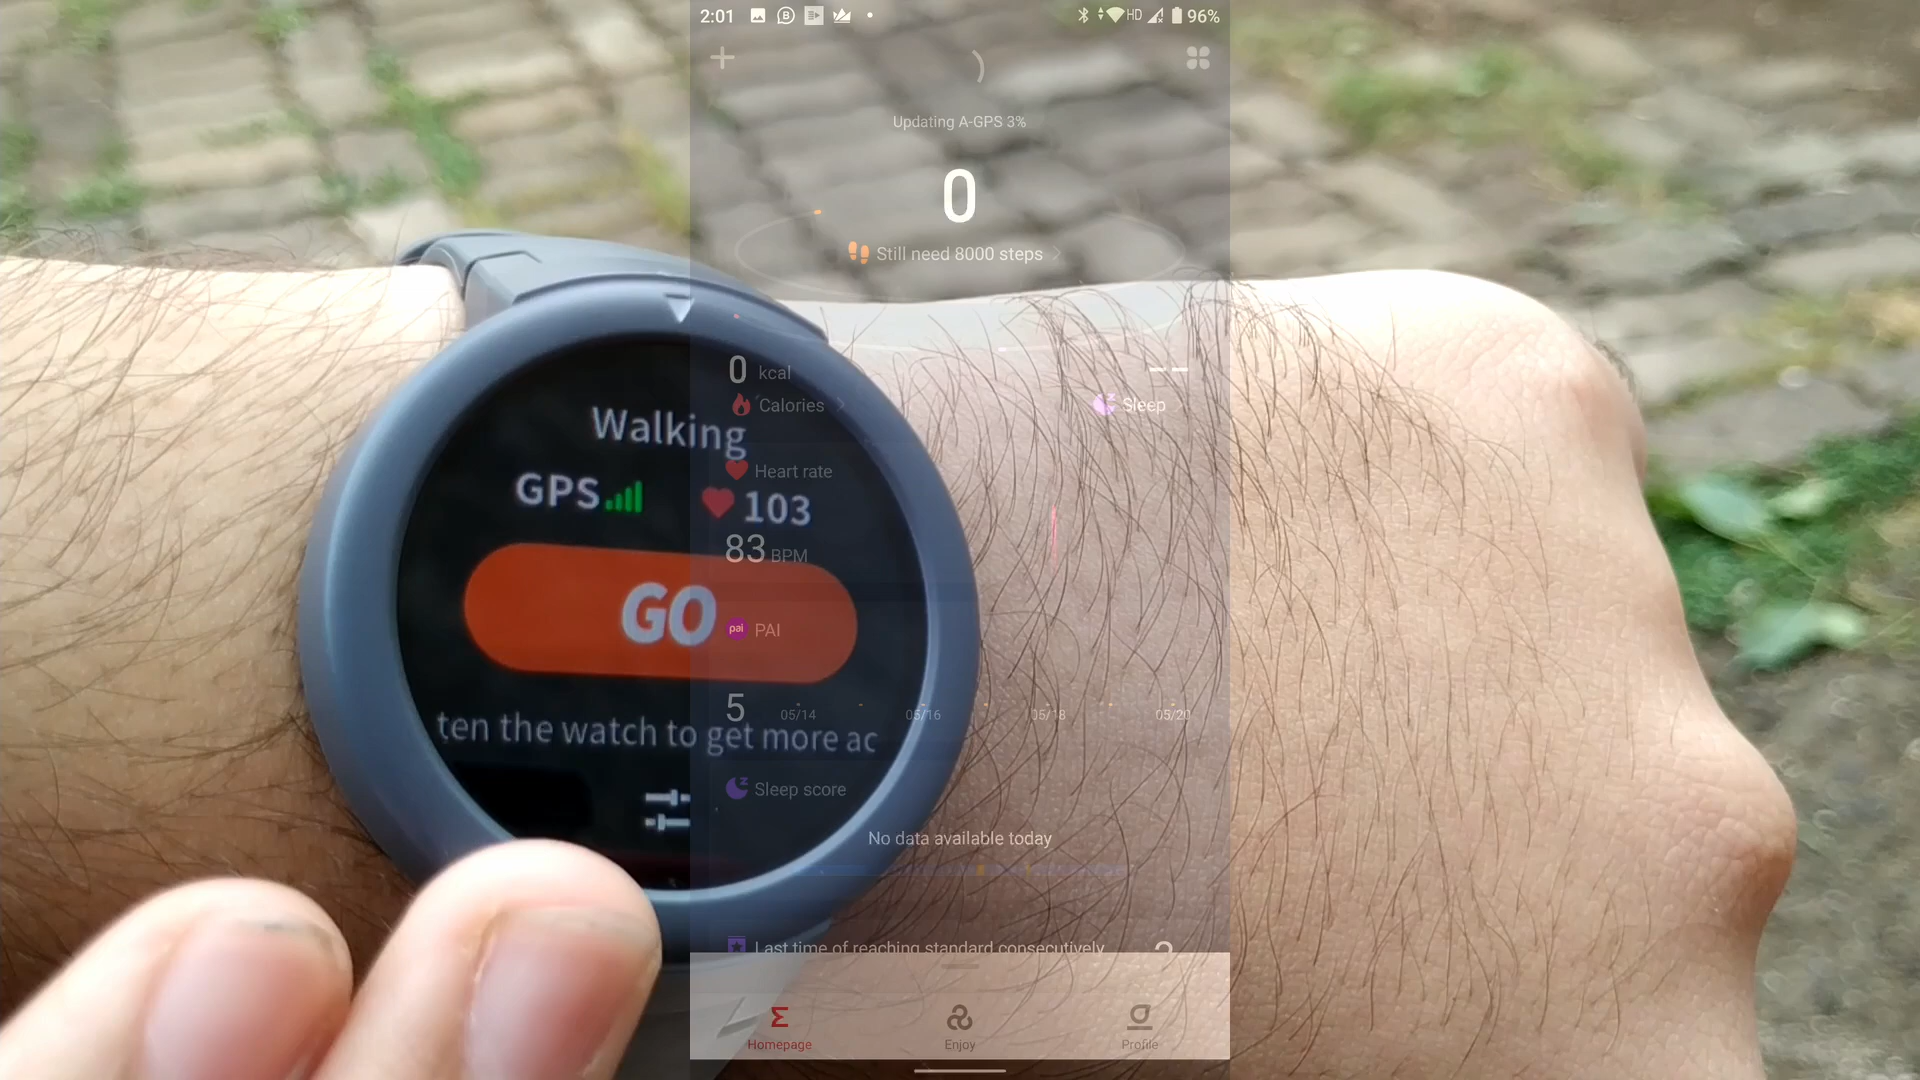 2:01
HD
96%
Updating A-GPS 3%
0
Still need 8000 steps
0 kcal
Calories
--
Sleep
Walking
Heart rate
GPS
103
83 BPM
GO
pai PAI
5
05/14 05/16 05/18 05/20
ten the watch to get more ac
Sleep score
No data available today
Last time of reaching standard consecutively
Homepage
Enjoy
Profile